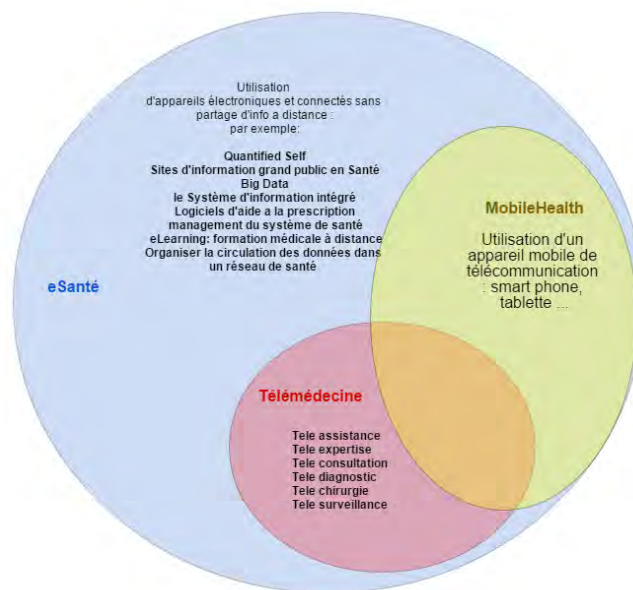 Utilisation
d'appareils électroniques et connectés sans
partage d'info a distance :
par exemple:
Quantified Self
Sites d'information grand public en Santé
Big Data
le Système d'information intégré
Logiciels d'aide a la prescription
management du système de santé
eLearning: formation médicale à distance
Organiser la circulation des données dans
un réseau de santé
eSanté
MobileHealth
Utilisation d'un
appareil mobile de
télécommunication
: smart phone,
tablette ...
Télémédecine
Tele assistance
Tele expertise
Tele consultation
Tele diagnostic
Tele chirurgie
Tele surveillance